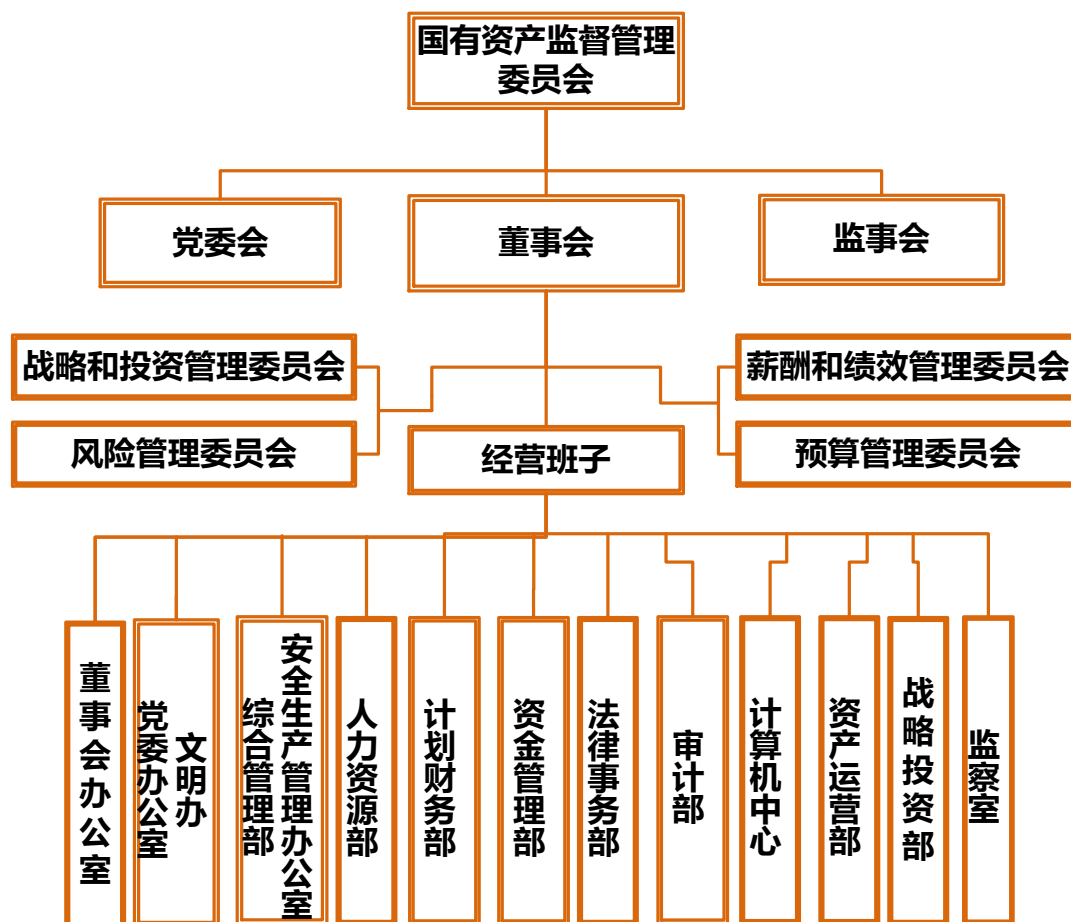 国有资产监督管理
委员会
党委会
董事会
监事会
战略和投资管理委员会
薪酬和绩效管理委员会
风险管理委员会
经营班子
预算管理委员会
董事会办公室
党委办公室
文明办
综合管理部
安全生产管理办公室
人力资源部
计划财务部
资金管理部
法律事务部
审计部
计算机中心
资产运营部
战略投资部
监察室